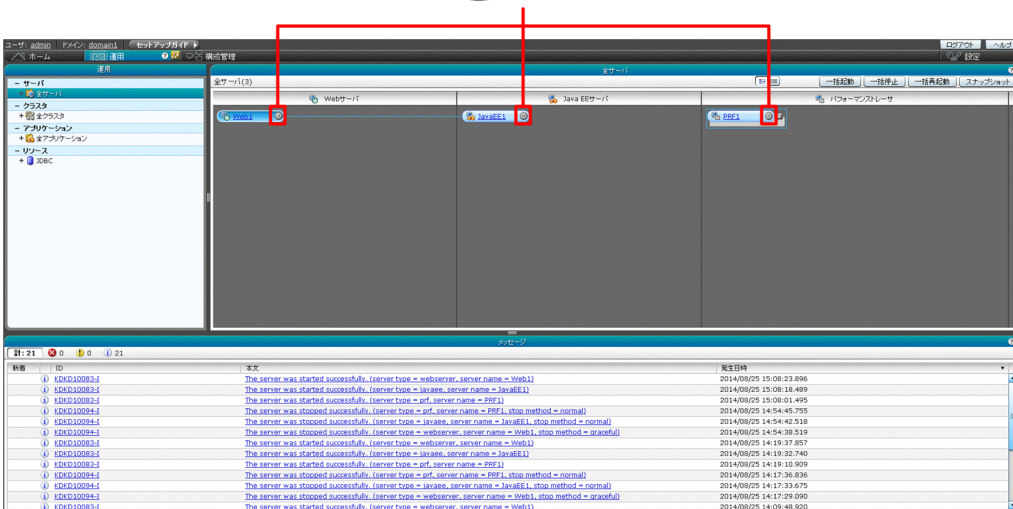 ユーザ: admin ドメイン: domain1 セットアップガイド ログアウト ヘルプ
ホーム 運用 構成管理 設定
運用
− サーバ
全サーバ
− クラスタ
+ 全クラスタ
− アプリケーション
+ 全アプリケーション
− リソース
+ JDBC
全サーバ
全サーバ(3) 一括起動 一括停止 一括再起動 スナップショット
Webサーバ Java EEサーバ パフォーマンストレーサ
Web1 JavaEE1 PRF1
メッセージ
計: 21 0 0 21
新着 ID 本文 発生日時
KDKD10083-I The server was started successfully. (server type = webserver, server name = Web1) 2014/08/25 15:08:23.896
KDKD10083-I The server was started successfully. (server type = javaee, server name = JavaEE1) 2014/08/25 15:08:18.489
KDKD10083-I The server was started successfully. (server type = prf, server name = PRF1) 2014/08/25 15:08:01.495
KDKD10094-I The server was stopped successfully. (server type = prf, server name = PRF1, stop method = normal) 2014/08/25 14:54:45.755
KDKD10094-I The server was stopped successfully. (server type = javaee, server name = JavaEE1, stop method = normal) 2014/08/25 14:54:42.518
KDKD10094-I The server was stopped successfully. (server type = webserver, server name = Web1, stop method = graceful) 2014/08/25 14:54:38.519
KDKD10083-I The server was started successfully. (server type = webserver, server name = Web1) 2014/08/25 14:19:37.857
KDKD10083-I The server was started successfully. (server type = javaee, server name = JavaEE1) 2014/08/25 14:19:32.740
KDKD10083-I The server was started successfully. (server type = prf, server name = PRF1) 2014/08/25 14:19:10.909
KDKD10094-I The server was stopped successfully. (server type = prf, server name = PRF1, stop method = normal) 2014/08/25 14:17:36.836
KDKD10094-I The server was stopped successfully. (server type = javaee, server name = JavaEE1, stop method = normal) 2014/08/25 14:17:33.675
KDKD10094-I The server was stopped successfully. (server type = webserver, server name = Web1, stop method = graceful) 2014/08/25 14:17:29.090
KDKD10083-I The server was started successfully. (server type = webserver, server name = Web1) 2014/08/25 14:09:48.920